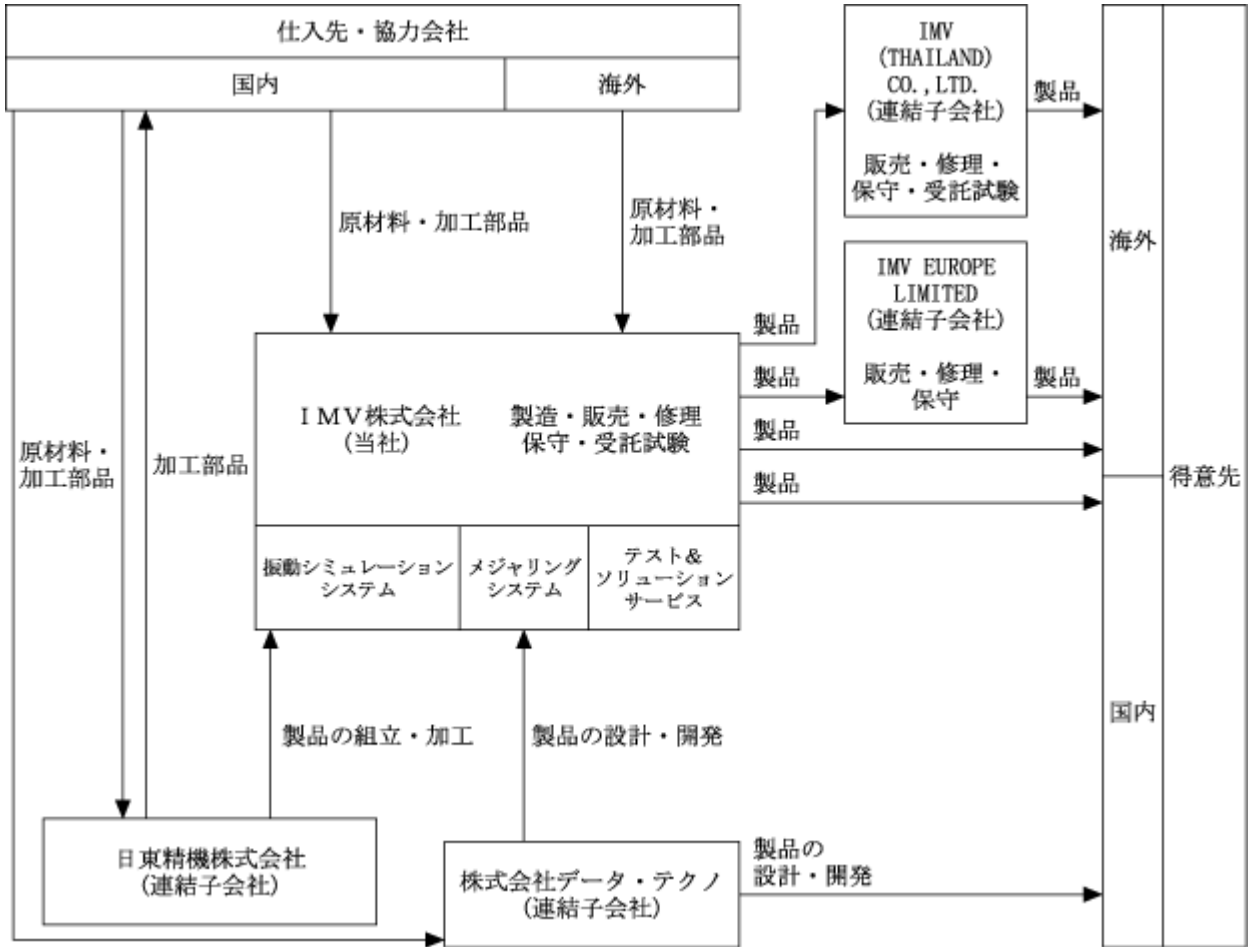 仕入先・協力会社
国内
海外
原材料・加工部品
原材料・
加工部品
原材料・
加工部品
加工部品
IMV
(THAILAND)
CO.,LTD.
(連結子会社)
販売・修理・
保守・受託試験
製品
IMV EUROPE
LIMITED
(連結子会社)
販売・修理・
保守
製品
製品
製品
製品
製品
ＩＭＶ株式会社
(当社)
製造・販売・修理
保守・受託試験
振動シミュレーション
システム
メジャリング
システム
テスト＆
ソリューション
サービス
海外
国内
得意先
製品の組立・加工
製品の設計・開発
日東精機株式会社
(連結子会社)
株式会社データ・テクノ
(連結子会社)
製品の
設計・開発